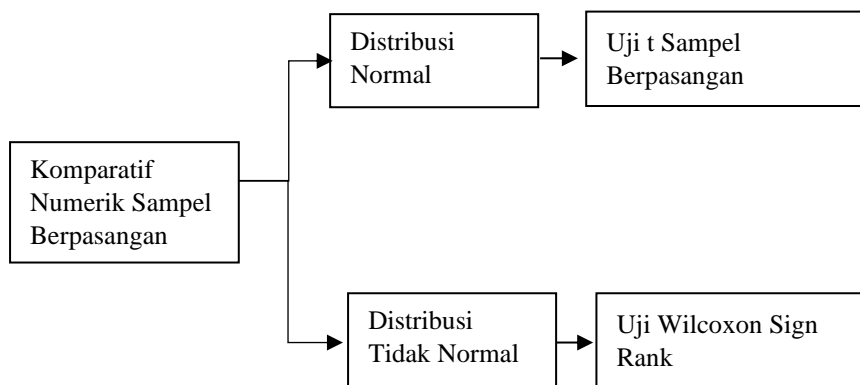 Distribusi
Normal
Uji t Sampel
Berpasangan
Komparatif
Numerik Sampel
Berpasangan
Distribusi
Tidak Normal
Uji Wilcoxon Sign
Rank